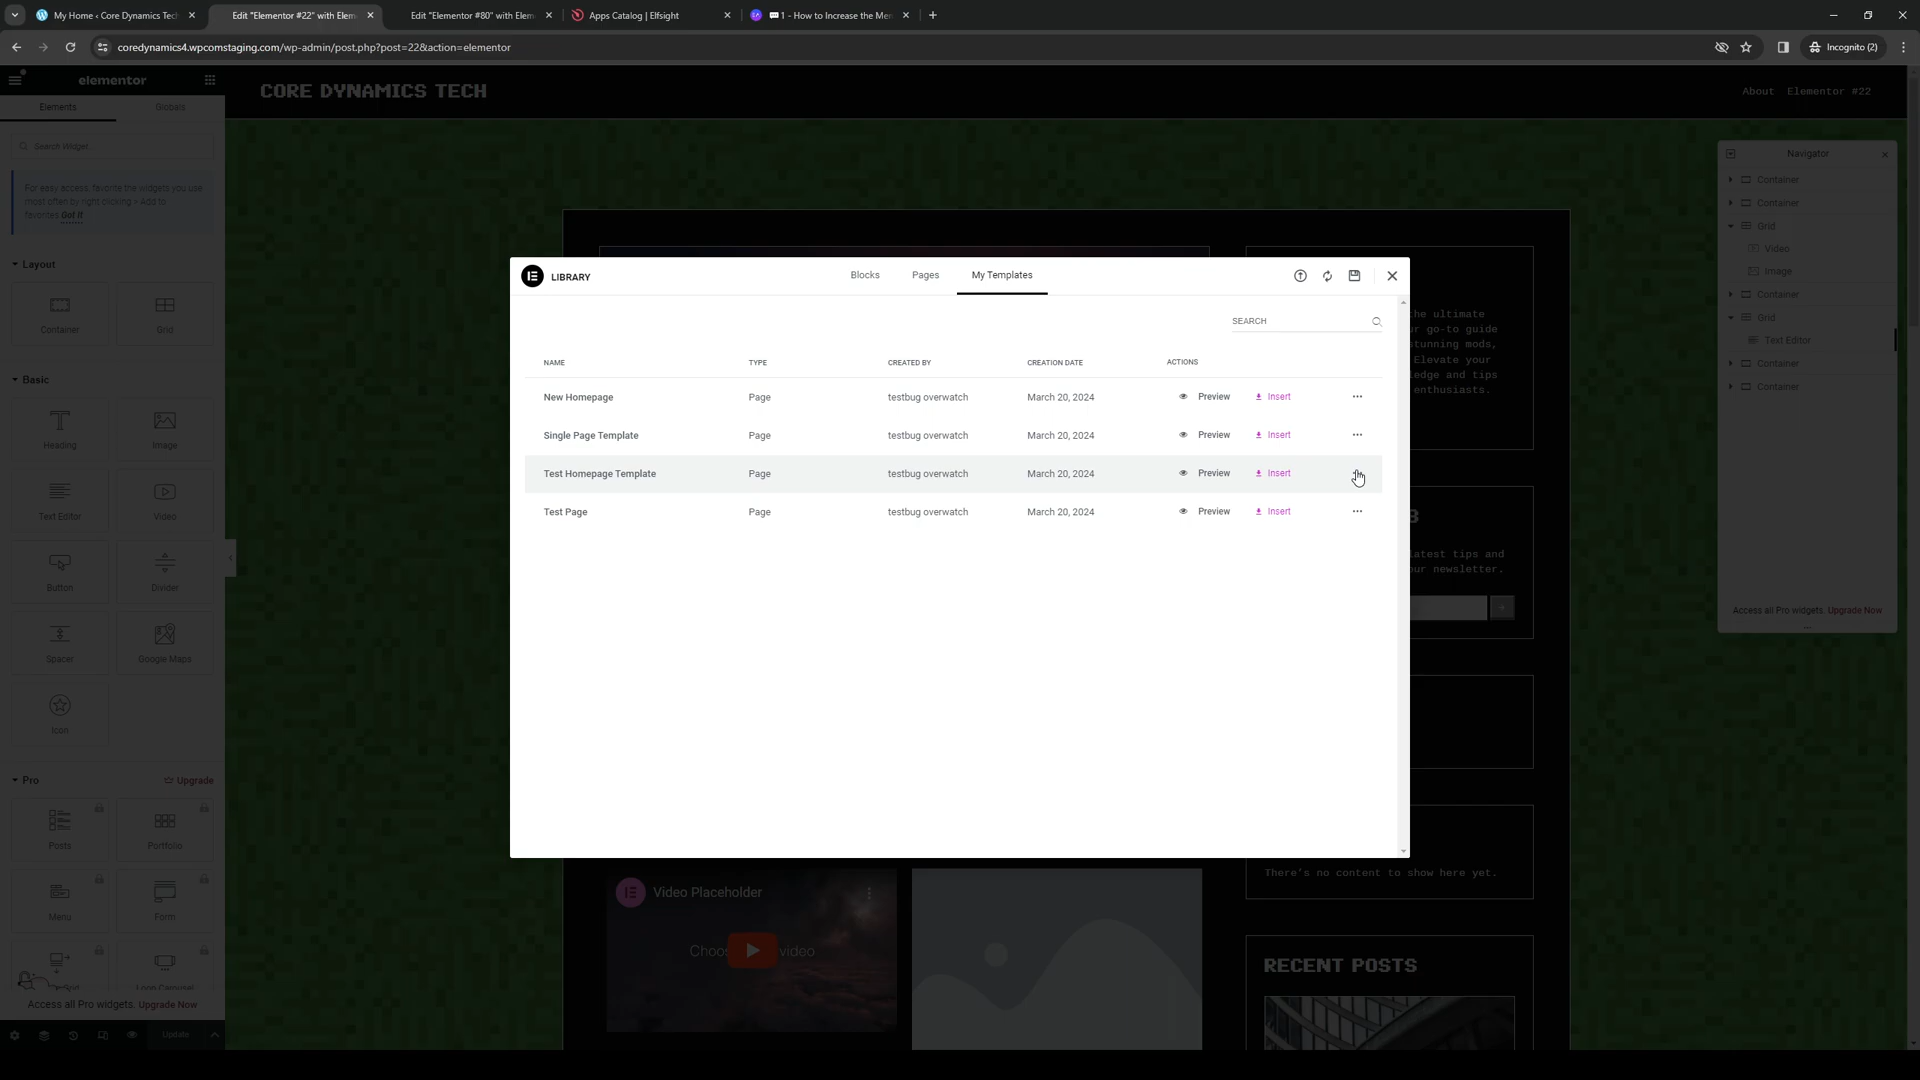 My Home ‹ Core Dynamics Tech
Edit "Elementor #22" with Elem
Edit "Elementor #80" with Elem
Apps Catalog | Elfsight
1 - How to Increase the Mem
coredynamics4.wpcomstaging.com/wp-admin/post.php?post=22&action=elementor
Incognito (2)
elementor
CORE DYNAMICS TECH
About Elementor #22
Elements Globals
Search Widget...
For easy access, favorite the widgets you use
most often by right clicking > Add to
favorites Got It
Layout
Container Grid
Basic
Heading Image
Text Editor Video
Button Divider
Spacer Google Maps
Icon
Pro Upgrade
Posts Portfolio
Menu Form
Loop Carousel
Access all Pro widgets. Upgrade Now
Update
LIBRARY
Blocks Pages My Templates
SEARCH
NAME TYPE CREATED BY CREATION DATE ACTIONS
New Homepage Page testbug overwatch March 20, 2024 Preview Insert
Single Page Template Page testbug overwatch March 20, 2024 Preview Insert
Test Homepage Template Page testbug overwatch March 20, 2024 Preview Insert
Test Page Page testbug overwatch March 20, 2024 Preview Insert
the ultimate
ur go-to guide
stunning mods,
Elevate your
ledge and tips
enthusiasts.
latest tips and
our newsletter.
There's no content to show here yet.
RECENT POSTS
Video Placeholder
Choos video
Navigator
Container
Container
Grid
Video
Image
Container
Grid
Text Editor
Container
Container
Access all Pro widgets. Upgrade Now